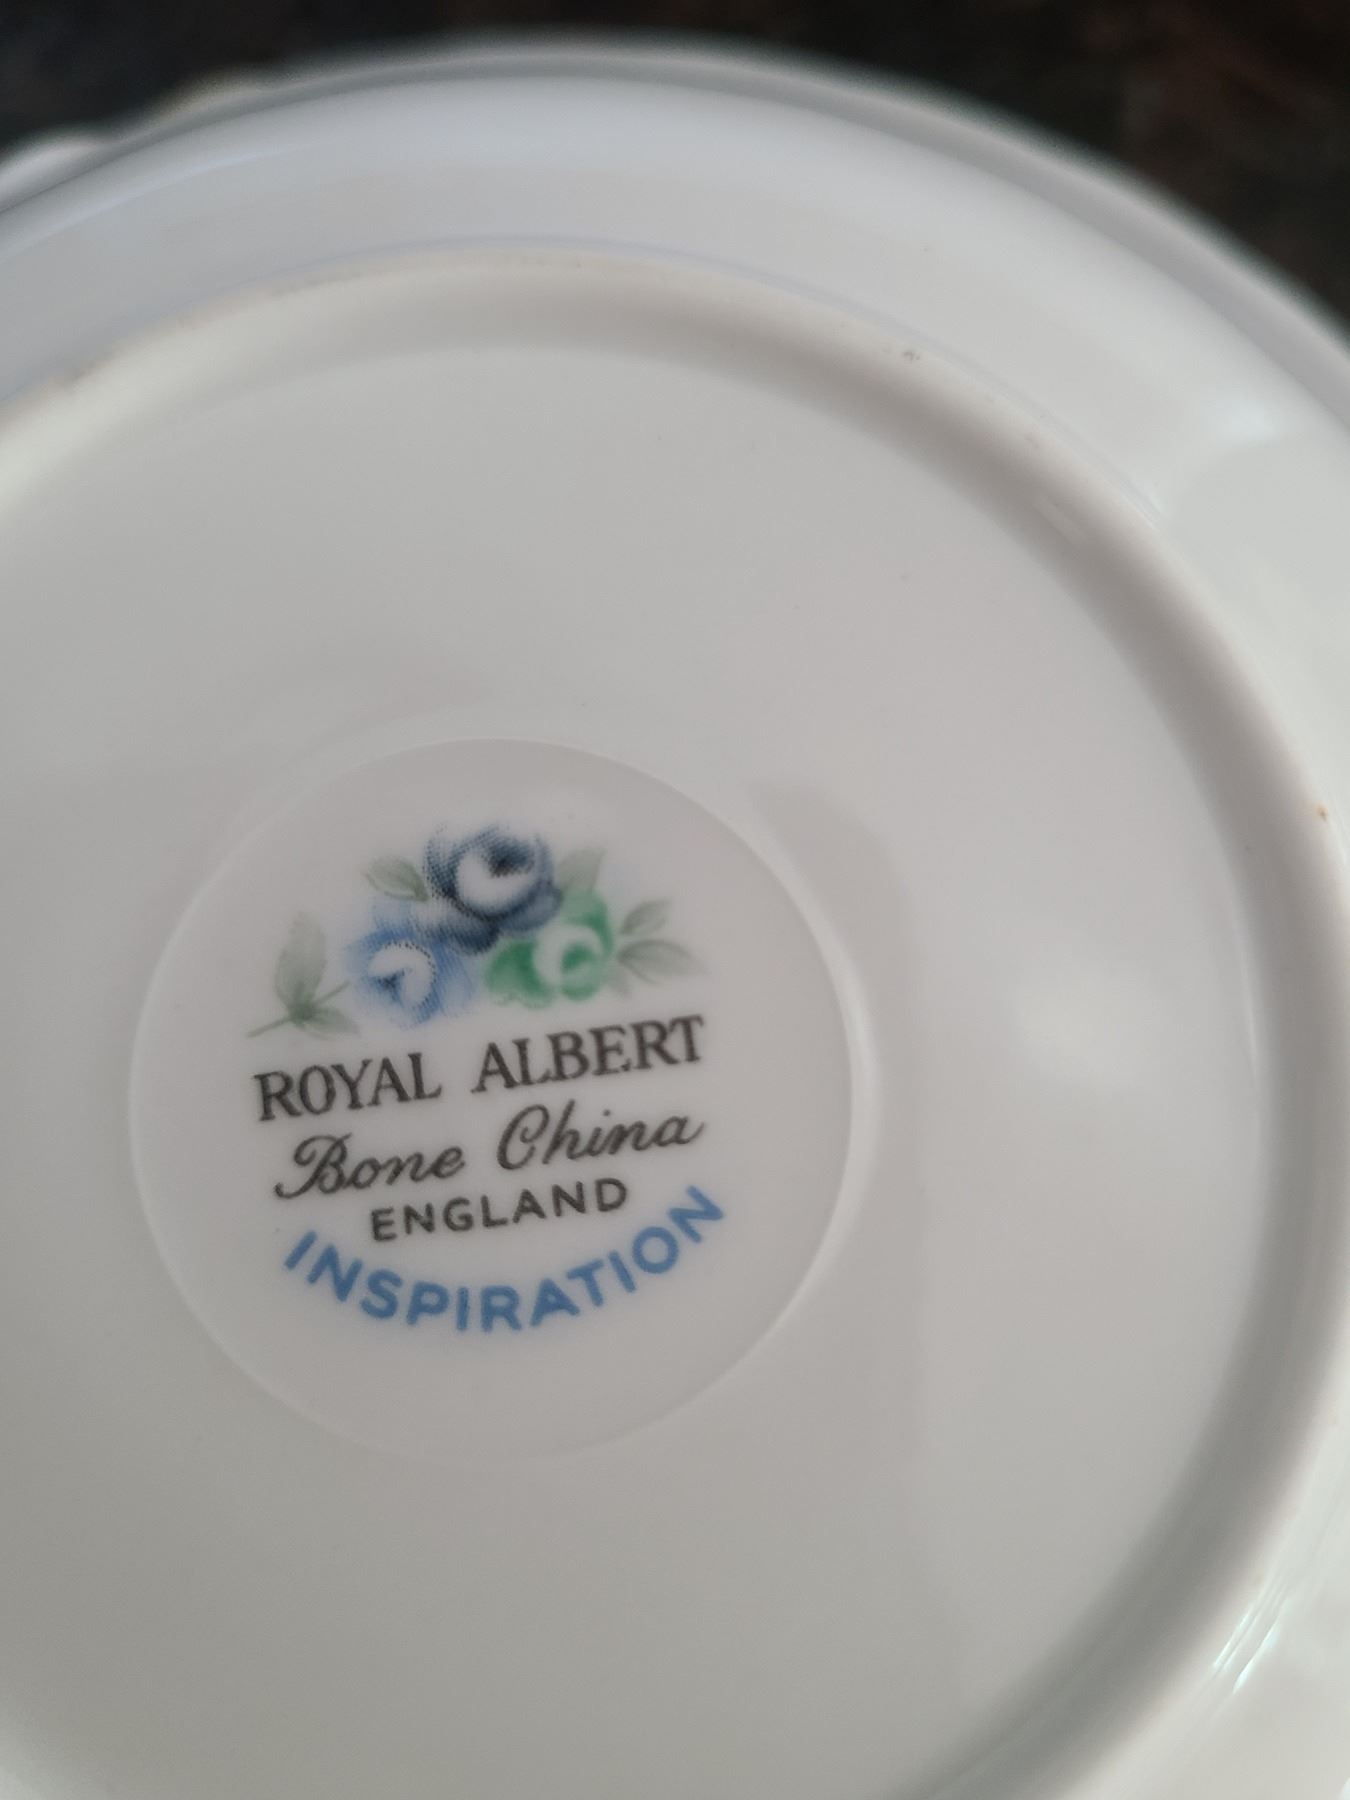 ROYAL ALBERT
Bone China
ENGLAND
INSPIRATION